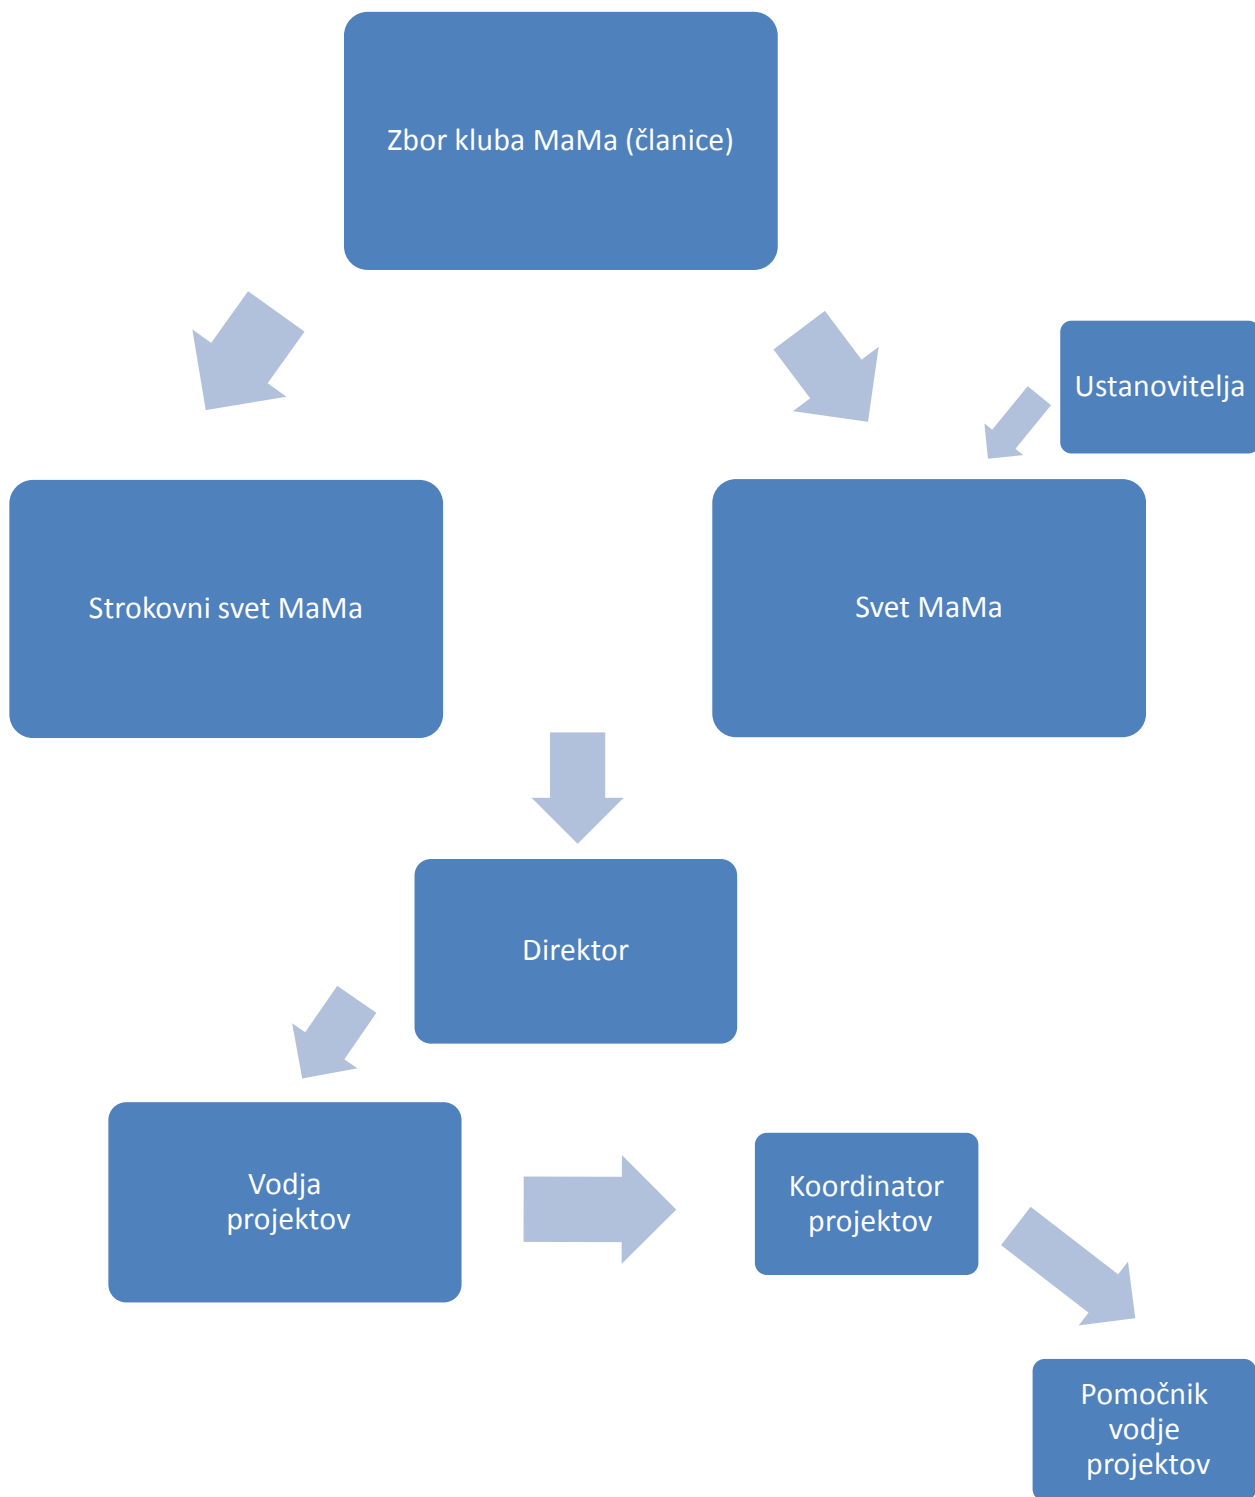 Zbor kluba MaMa (članice)
Ustanovitelja
Strokovni svet MaMa
Svet MaMa
Direktor
Vodja
projektov
Koordinator
projektov
Pomočnik
vodje
projektov